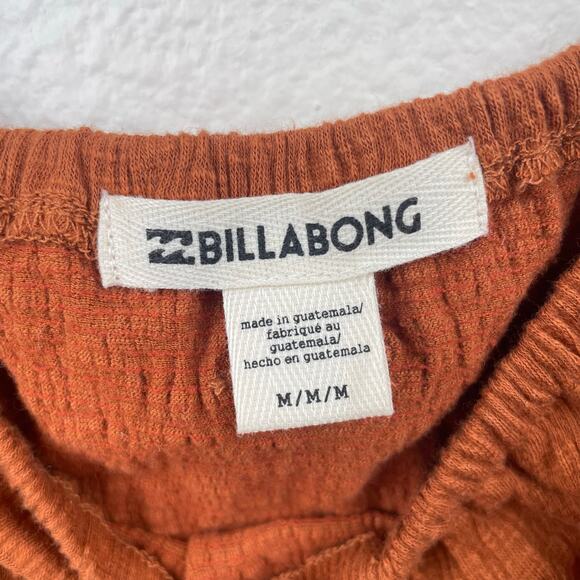 BILLABONG
made in guatemala/
fabriqué au
guatemala/
hecho en guatemala
M/M/M